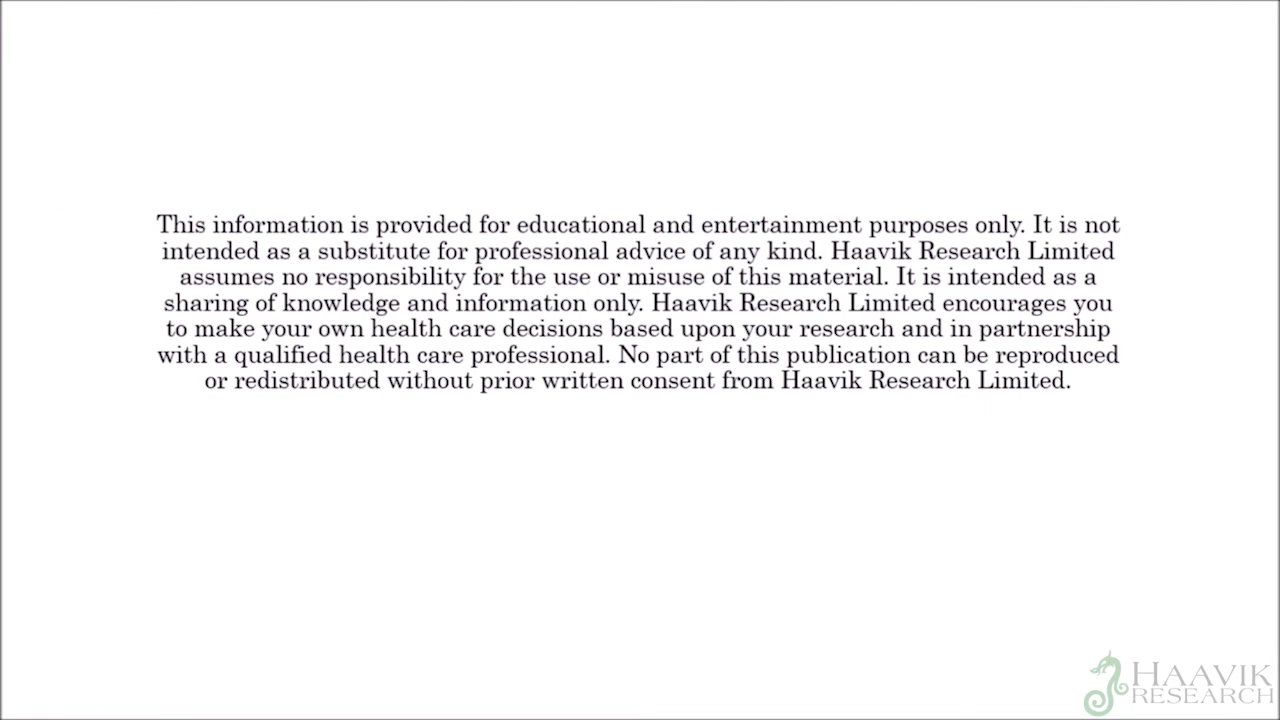 This information is provided for educational and entertainment purposes only. It is not
intended as a substitute for professional advice of any kind. Haavik Research Limited
assumes no responsibility for the use or misuse of this material. It is intended as a
sharing of knowledge and information only. Haavik Research Limited encourages you
to make your own health care decisions based upon your research and in partnership
with a qualified health care professional. No part of this publication can be reproduced
or redistributed without prior written consent from Haavik Research Limited.
HAAVIK
RESEARCH